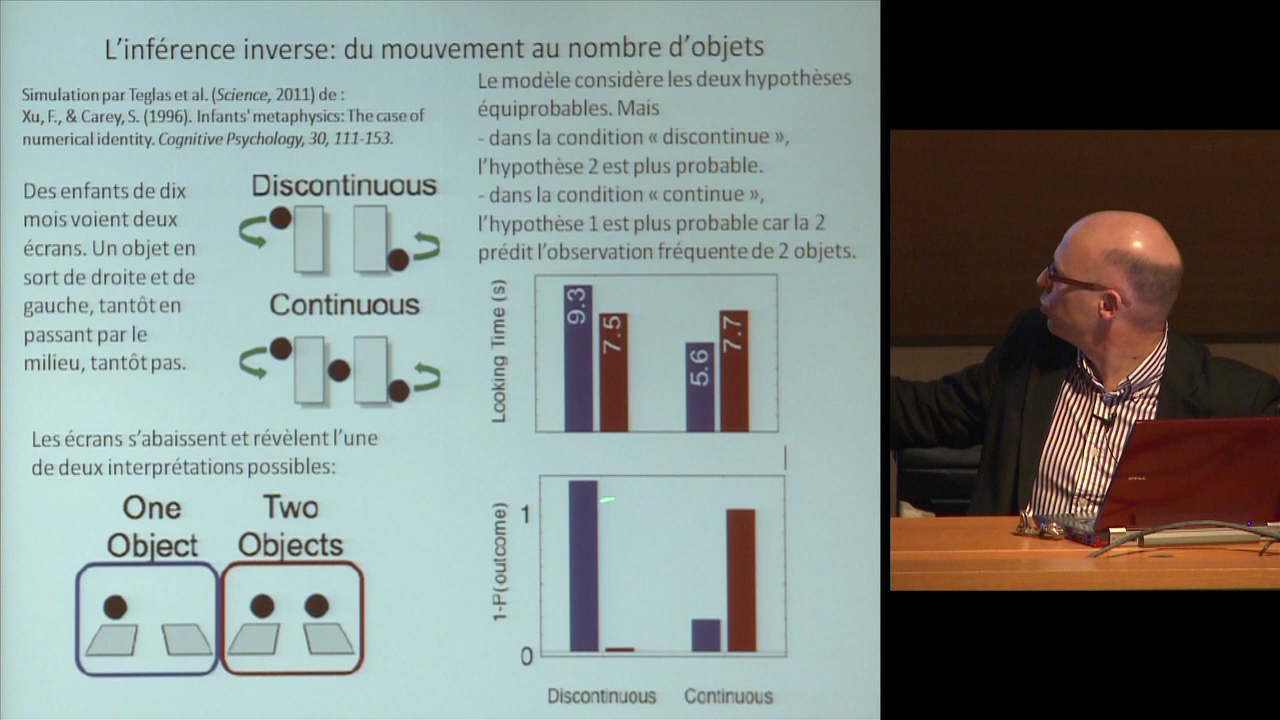 L'inférence inverse: du mouvement au nombre d'objets
Simulation par Teglas et al. (Science, 2011) de :
Xu, F., & Carey, S. (1996). Infants' metaphysics: The case of
numerical identity. Cognitive Psychology, 30, 111-153.
Des enfants de dix
mois voient deux
écrans. Un objet en
sort de droite et de
gauche, tantôt en
passant par le
milieu, tantôt pas.
Discontinuous
Continuous
Les écrans s'abaissent et révèlent l'une
de deux interprétations possibles:
One
Object
Two
Objects
Le modèle considère les deux hypothèses
équiprobables. Mais
- dans la condition « discontinue »,
l'hypothèse 2 est plus probable.
- dans la condition « continue »,
l'hypothèse 1 est plus probable car la 2
prédit l'observation fréquente de 2 objets.
Looking Time (s)
9.3
7.5
5.6
7.7
1-P(outcome)
1
0
Discontinuous
Continuous